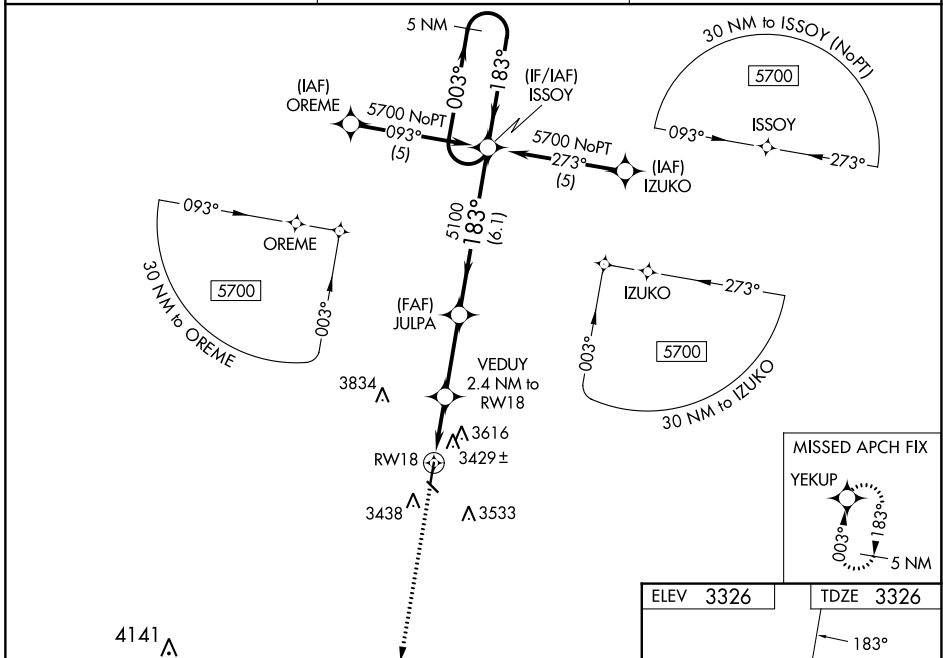 5 NM
003°
183°
(IF/IAF)
ISSOY
(IAF)
OREME
5700 NoPT
093°
(5)
5700 NoPT
273°
(5)
(IAF)
IZUKO
30 NM to ISSOY (NoPT)
5700
093°
ISSOY
273°
5100
183°
(6.1)
093°
OREME
5700
003°
30 NM to OREME
IZUKO
273°
003°
5700
30 NM to IZUKO
(FAF)
JULPA
VEDUY
2.4 NM to
RW18
3834
3616
RW18
3429 ±
3438
3533
MISSED APCH FIX
YEKUP
003°
183°
5 NM
ELEV 3326
TDZE 3326
183°
4141